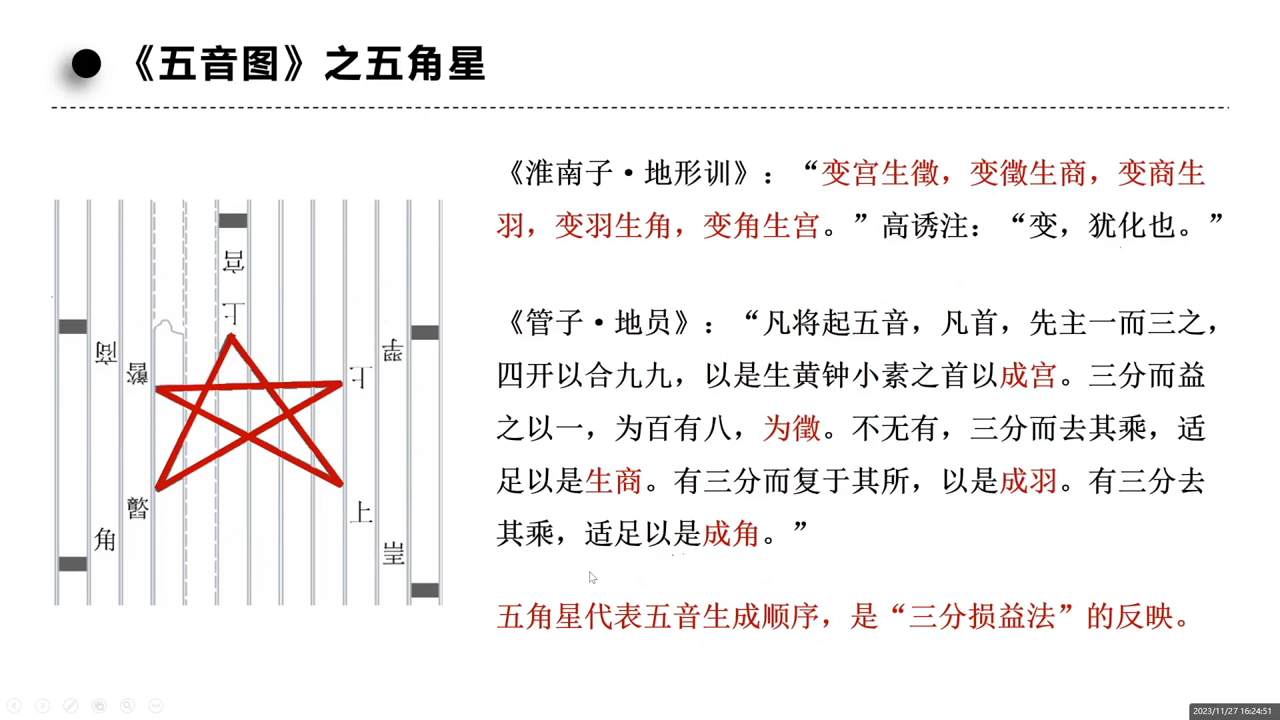 《五音图》之五角星
《淮南子·地形训》：“变宫生徵，变徵生商，变商生
羽，变羽生角，变角生宫。”高诱注：“变，犹化也。”
《管子·地员》：“凡将起五音，凡首，先主一而三之，
四开以合九九，以是生黄钟小素之首以成宫。三分而益
之以一，为百有八，为徵。不无有，三分而去其乘，适
足以是生商。有三分而复于其所，以是成羽。有三分去
其乘，适足以是成角。”
五角星代表五音生成顺序，是“三分损益法”的反映。
宫
上
商
上
角
上
2023/11/27 16:24:51